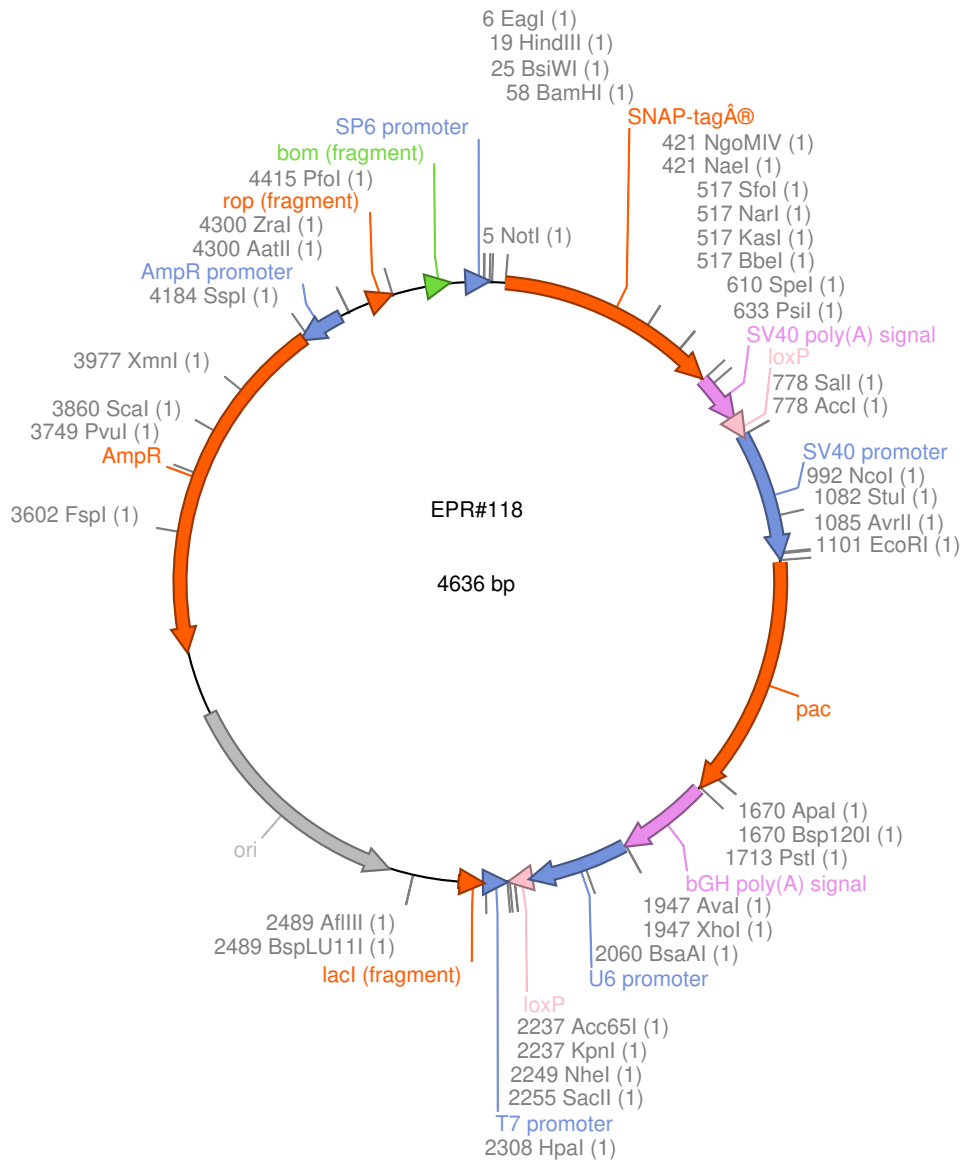 6 EagI (1)
19 HindIII (1)
25 BsiWI (1)
58 BamHI (1)
SNAP-tagÂ®
SP6 promoter
bom (fragment)
4415 PfoI (1)
rop (fragment)
4300 ZraI (1)
4300 AatII (1)
AmpR promoter
4184 SspI (1)
5 NotI (1)
421 NgoMIV (1)
421 NaeI (1)
517 SfoI (1)
517 NarI (1)
517 KasI (1)
517 BbeI (1)
610 SpeI (1)
633 PsiI (1)
SV40 poly(A) signal
loxP
778 SalI (1)
778 AccI (1)
SV40 promoter
992 NcoI (1)
1082 StuI (1)
1085 AvrII (1)
1101 EcoRI (1)
3977 XmnI (1)
3860 ScaI (1)
3749 PvuI (1)
AmpR
3602 FspI (1)
EPR#118
4636 bp
pac
1670 ApaI (1)
1670 Bsp120I (1)
1713 PstI (1)
bGH poly(A) signal
1947 AvaI (1)
1947 XhoI (1)
2060 BsaAI (1)
U6 promoter
ori
2489 AflIII (1)
2489 BspLU11I (1)
lacI (fragment)
loxP
2237 Acc65I (1)
2237 KpnI (1)
2249 NheI (1)
2255 SacII (1)
T7 promoter
2308 HpaI (1)